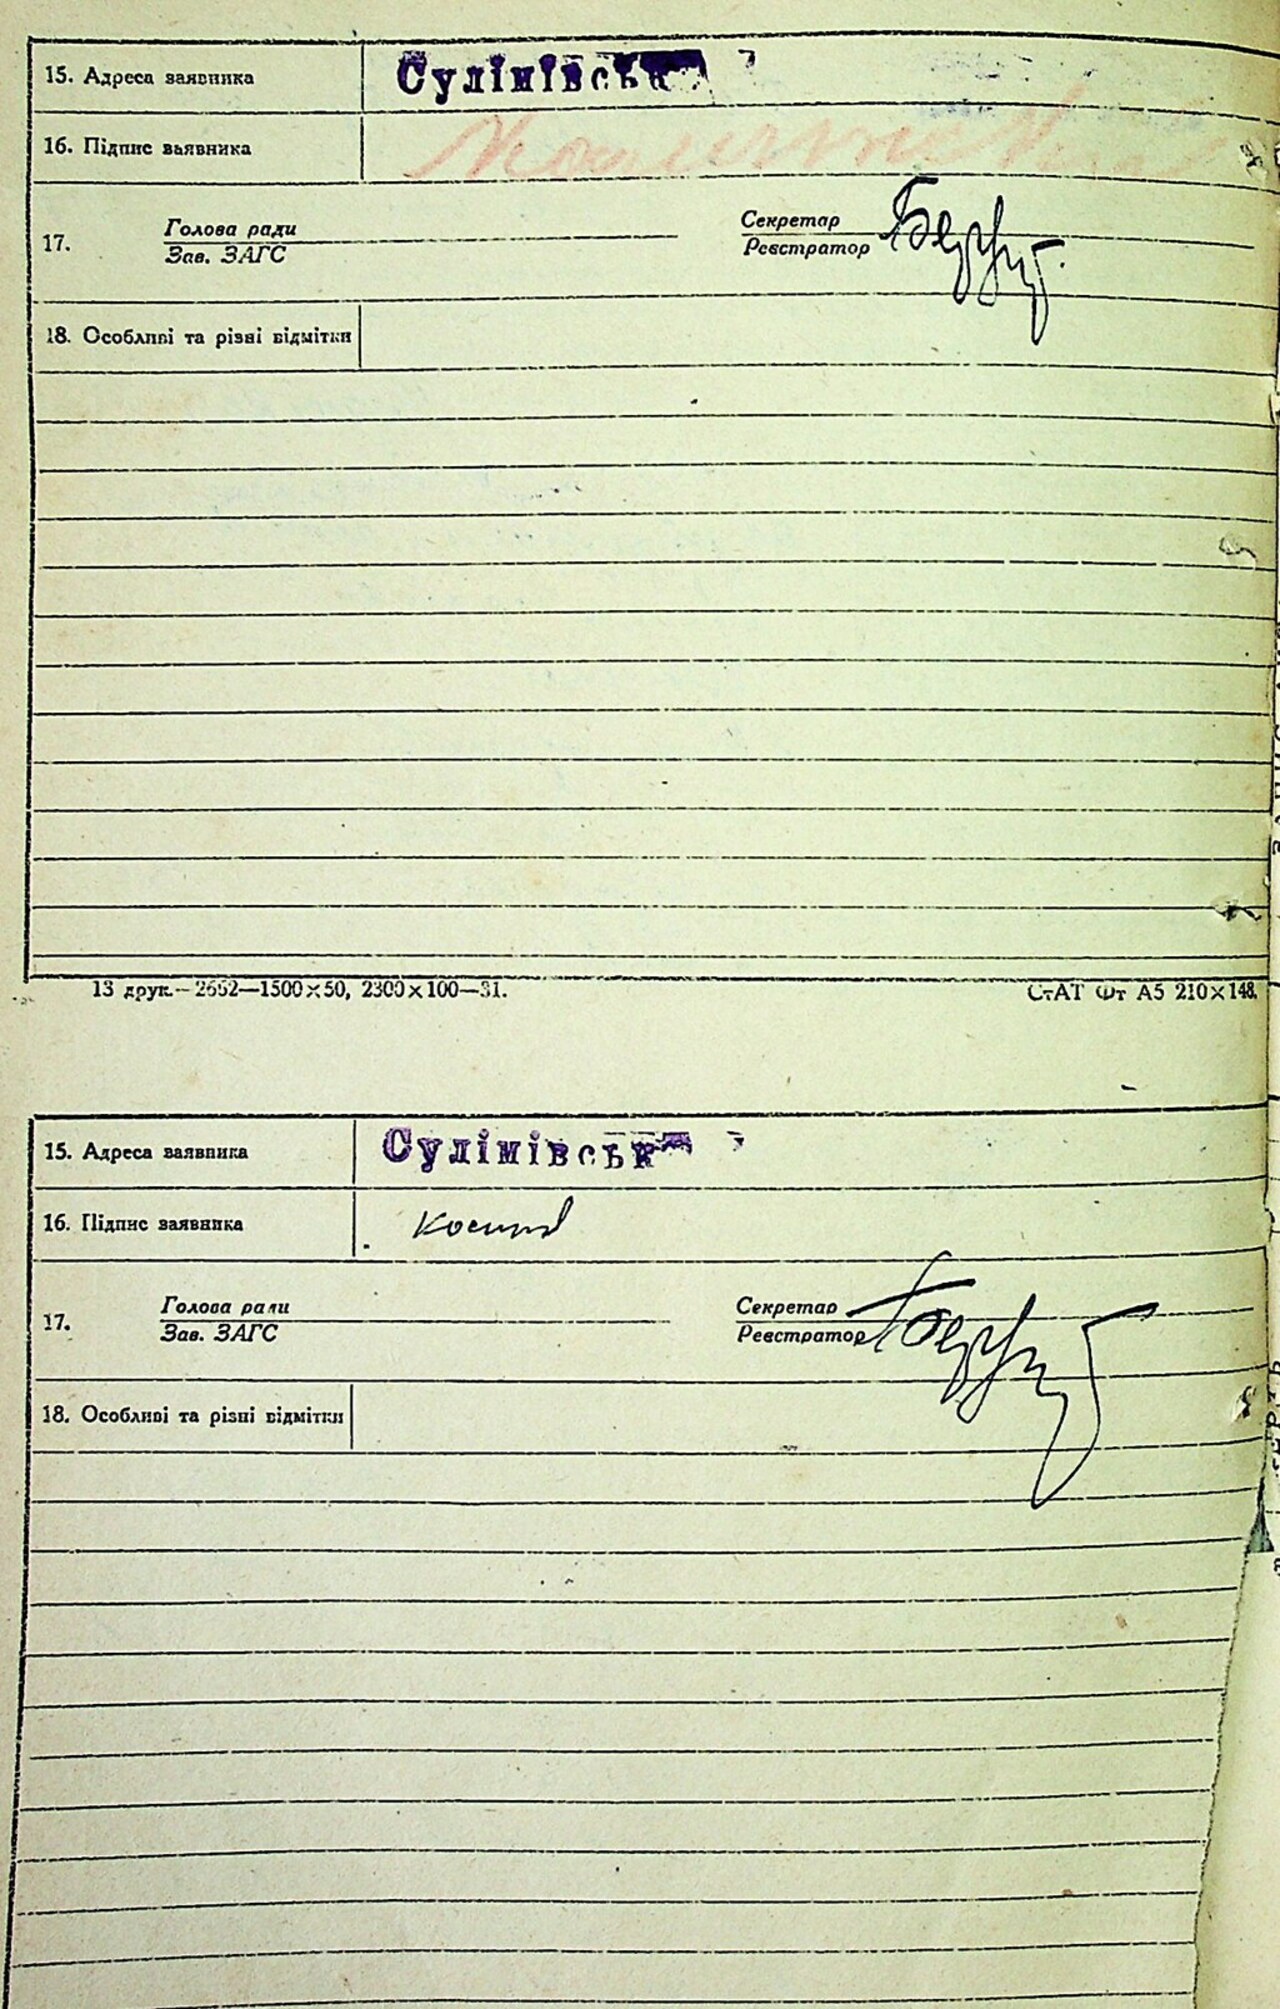 15. Адреса заявника Сулімівськ
16. Підпис заявника
17. Голова ради Секретар
Зав. ЗАГС Реєстратор
18. Особливі та різні відмітки
13 друк.—2652—1500×50, 2300×100—31. СтАТ Фт А5 210×148.
15. Адреса заявника Сулімівськ
16. Підпис заявника
17. Голова ради Секретар
Зав. ЗАГС Реєстратор
18. Особливі та різні відмітки